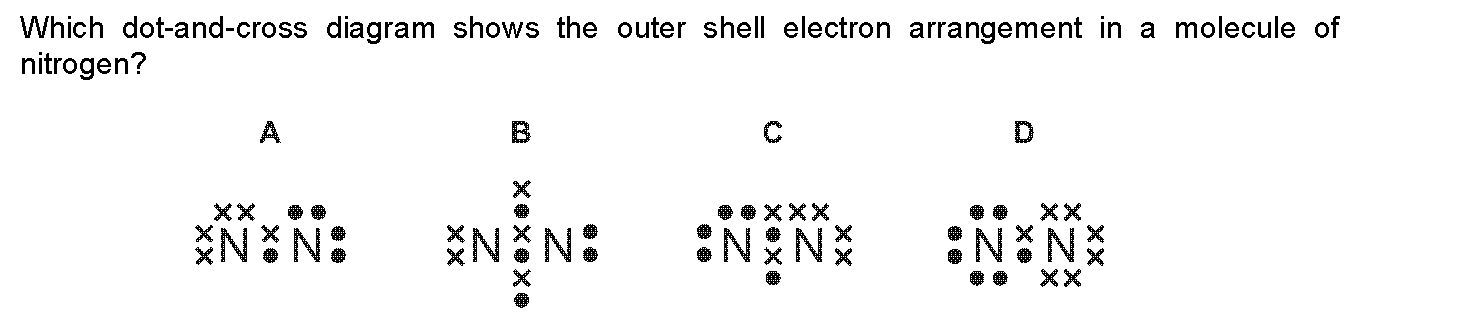 Which dot-and-cross diagram shows the outer shell electron arrangement in a molecule of
nitrogen?
A B C D
N N N N N N N N